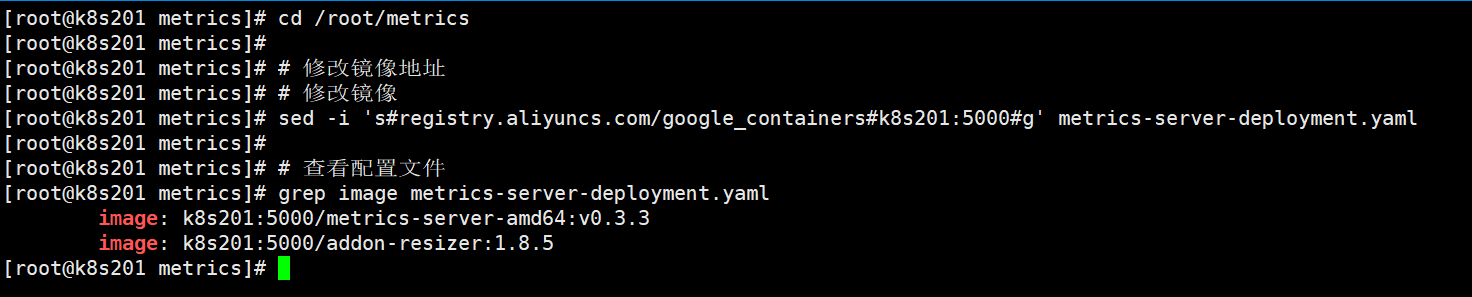 [root@k8s201 metrics]# cd /root/metrics
[root@k8s201 metrics]#
[root@k8s201 metrics]# # 修改镜像地址
[root@k8s201 metrics]# # 修改镜像
[root@k8s201 metrics]# sed -i 's#registry.aliyuncs.com/google_containers#k8s201:5000#g' metrics-server-deployment.yaml
[root@k8s201 metrics]#
[root@k8s201 metrics]# # 查看配置文件
[root@k8s201 metrics]# grep image metrics-server-deployment.yaml
        image: k8s201:5000/metrics-server-amd64:v0.3.3
        image: k8s201:5000/addon-resizer:1.8.5
[root@k8s201 metrics]#